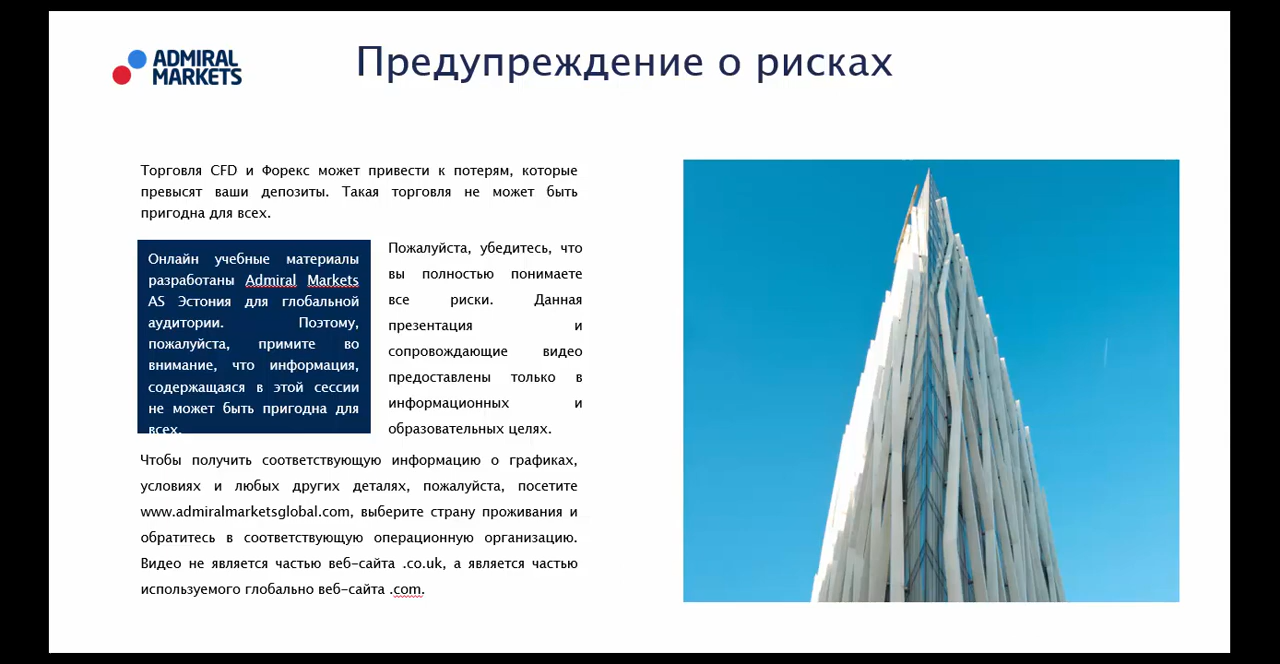 ADMIRAL
MARKETS
Предупреждение о рисках
Торговля CFD и Форекс может привести к потерям, которые
превысят ваши депозиты. Такая торговля не может быть
пригодна для всех.
Онлайн учебные материалы
разработаны Admiral Markets
AS Эстония для глобальной
аудитории. Поэтому,
пожалуйста, примите во
внимание, что информация,
содержащаяся в этой сессии
не может быть пригодна для
всех.
Пожалуйста, убедитесь, что
вы полностью понимаете
все риски. Данная
презентация и
сопровождающие видео
предоставлены только в
информационных и
образовательных целях.
Чтобы получить соответствующую информацию о графиках,
условиях и любых других деталях, пожалуйста, посетите
www.admiralmarketsglobal.com, выберите страну проживания и
обратитесь в соответствующую операционную организацию.
Видео не является частью веб-сайта .co.uk, а является частью
используемого глобально веб-сайта .com.